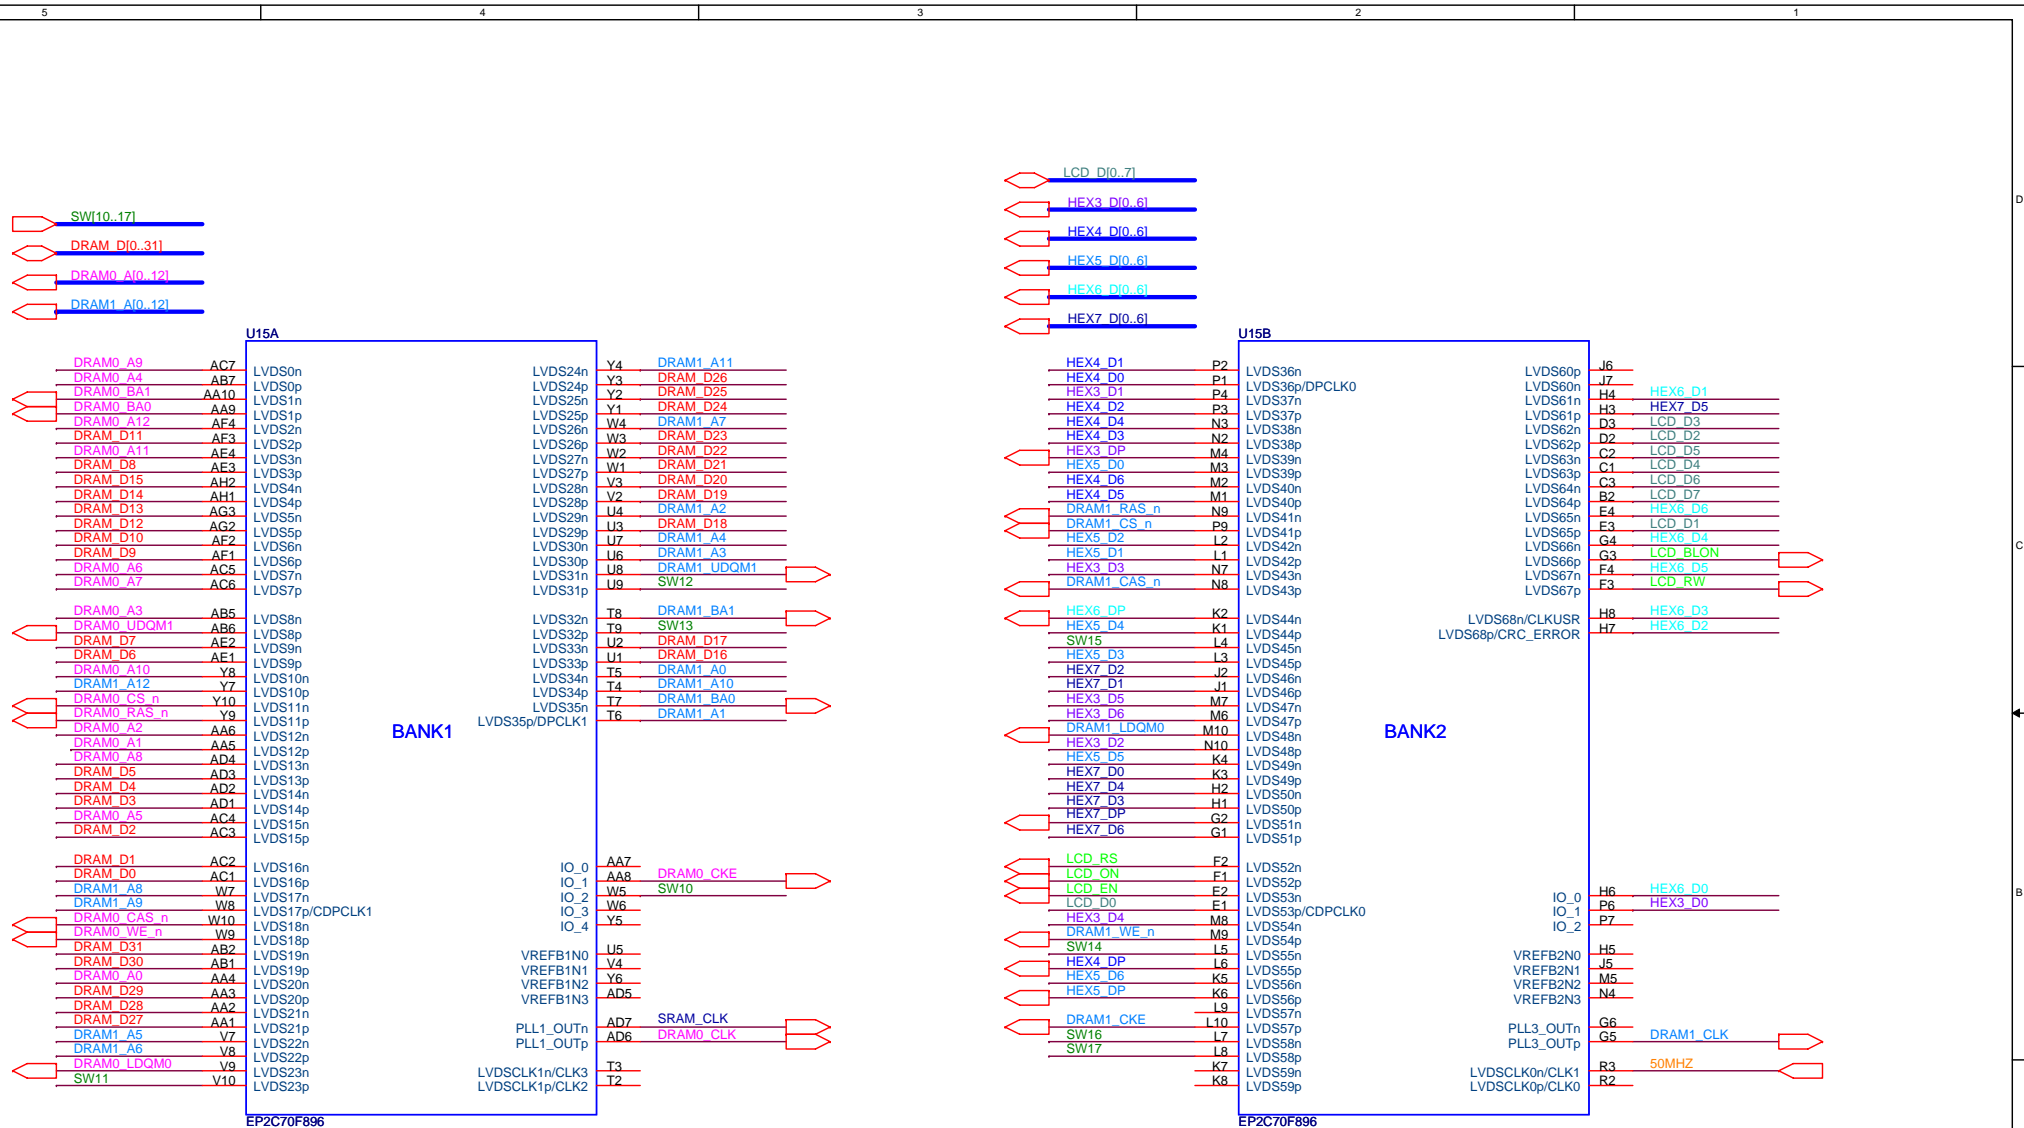 5 4 3 2 1
D
C
B
LCD_D[0..7]
HEX3_D[0..6]
HEX4_D[0..6]
HEX5_D[0..6]
HEX6_D[0..6]
HEX7_D[0..6]
SW[10..17]
DRAM_D[0..31]
DRAM0_A[0..12]
DRAM1_A[0..12]
U15A
DRAM0_A9 AC7 LVDS0n
DRAM0_A4 AB7 LVDS0p
DRAM0_BA1 AA10 LVDS1n
DRAM0_BA0 AA9 LVDS1p
DRAM0_A12 AF4 LVDS2n
DRAM_D11 AF3 LVDS2p
DRAM0_A11 AE4 LVDS3n
DRAM_D8 AE3 LVDS3p
DRAM_D15 AH2 LVDS4n
DRAM_D14 AH1 LVDS4p
DRAM_D13 AG3 LVDS5n
DRAM_D12 AG2 LVDS5p
DRAM_D10 AF2 LVDS6n
DRAM_D9 AF1 LVDS6p
DRAM0_A6 AC5 LVDS7n
DRAM0_A7 AC6 LVDS7p
DRAM0_A3 AB5 LVDS8n
DRAM0_UDQM1 AB6 LVDS8p
DRAM_D7 AE2 LVDS9n
DRAM_D6 AE1 LVDS9p
DRAM0_A10 Y8 LVDS10n
DRAM1_A12 Y7 LVDS10p
DRAM0_CS_n Y10 LVDS11n
DRAM0_RAS_n Y9 LVDS11p
DRAM0_A2 AA6 LVDS12n
DRAM0_A1 AA5 LVDS12p
DRAM0_A8 AD4 LVDS13n
DRAM_D5 AD3 LVDS13p
DRAM_D4 AD2 LVDS14n
DRAM_D3 AD1 LVDS14p
DRAM0_A5 AC4 LVDS15n
DRAM_D2 AC3 LVDS15p
DRAM_D1 AC2 LVDS16n
DRAM_D0 AC1 LVDS16p
DRAM1_A8 W7 LVDS17n
DRAM1_A9 W8 LVDS17p/CDPCLK1
DRAM0_CAS_n W10 LVDS18n
DRAM0_WE_n W9 LVDS18p
DRAM_D31 AB2 LVDS19n
DRAM_D30 AB1 LVDS19p
DRAM0_A0 AA4 LVDS20n
DRAM_D29 AA3 LVDS20p
DRAM_D28 AA2 LVDS21n
DRAM_D27 AA1 LVDS21p
DRAM1_A5 V7 LVDS22n
DRAM1_A6 V8 LVDS22p
DRAM0_LDQM0 V9 LVDS23n
SW11 V10 LVDS23p
BANK1
LVDS24n Y4 DRAM1_A11
LVDS24p Y3 DRAM_D26
LVDS25n Y2 DRAM_D25
LVDS25p Y1 DRAM_D24
LVDS26n W4 DRAM1_A7
LVDS26p W3 DRAM_D23
LVDS27n W2 DRAM_D22
LVDS27p W1 DRAM_D21
LVDS28n V3 DRAM_D20
LVDS28p V2 DRAM_D19
LVDS29n U4 DRAM1_A2
LVDS29p U3 DRAM_D18
LVDS30n U7 DRAM1_A4
LVDS30p U6 DRAM1_A3
LVDS31n U8 DRAM1_UDQM1
LVDS31p U9 SW12
LVDS32n T8 DRAM1_BA1
LVDS32p T9 SW13
LVDS33n U2 DRAM_D17
LVDS33p U1 DRAM_D16
LVDS34n T5 DRAM1_A0
LVDS34p T4 DRAM1_A10
LVDS35n T7 DRAM1_BA0
LVDS35p/DPCLK1 T6 DRAM1_A1
IO_0 AA7
IO_1 AA8 DRAM0_CKE
IO_2 W5 SW10
IO_3 W6
IO_4 Y5
VREFB1N0 U5
VREFB1N1 V4
VREFB1N2 Y6
VREFB1N3 AD5
PLL1_OUTn AD7 SRAM_CLK
PLL1_OUTp AD6 DRAM0_CLK
LVDSCLK1n/CLK3 T3
LVDSCLK1p/CLK2 T2
EP2C70F896
U15B
HEX4_D1 P2 LVDS36n
HEX4_D0 P1 LVDS36p/DPCLK0
HEX3_D1 P4 LVDS37n
HEX4_D2 P3 LVDS37p
HEX4_D4 N3 LVDS38n
HEX4_D3 N2 LVDS38p
HEX3_DP M4 LVDS39n
HEX5_D0 M3 LVDS39p
HEX4_D6 M2 LVDS40n
HEX4_D5 M1 LVDS40p
DRAM1_RAS_n N9 LVDS41n
DRAM1_CS_n P9 LVDS41p
HEX5_D2 L2 LVDS42n
HEX5_D1 L1 LVDS42p
HEX3_D3 N7 LVDS43n
DRAM1_CAS_n N8 LVDS43p
HEX6_DP K2 LVDS44n
HEX5_D4 K1 LVDS44p
SW15 L4 LVDS45n
HEX5_D3 L3 LVDS45p
HEX7_D2 J2 LVDS46n
HEX7_D1 J1 LVDS46p
HEX3_D5 M7 LVDS47n
HEX3_D6 M6 LVDS47p
DRAM1_LDQM0 M10 LVDS48n
HEX3_D2 N10 LVDS48p
HEX5_D5 K4 LVDS49n
HEX7_D0 K3 LVDS49p
HEX7_D4 H2 LVDS50n
HEX7_D3 H1 LVDS50p
HEX7_DP G2 LVDS51n
HEX7_D6 G1 LVDS51p
LCD_RS F2 LVDS52n
LCD_ON F1 LVDS52p
LCD_EN E2 LVDS53n
LCD_D0 E1 LVDS53p/CDPCLK0
HEX3_D4 M8 LVDS54n
DRAM1_WE_n M9 LVDS54p
SW14 L5 LVDS55n
HEX4_DP L6 LVDS55p
HEX5_D6 K5 LVDS56n
HEX5_DP K6 LVDS56p
L9 LVDS57n
DRAM1_CKE L10 LVDS57p
SW16 L7 LVDS58n
SW17 L8 LVDS58p
K7 LVDS59n
K8 LVDS59p
BANK2
LVDS60p J6
LVDS60n J7
LVDS61n H4 HEX6_D1
LVDS61p H3 HEX7_D5
LVDS62n D3 LCD_D3
LVDS62p D2 LCD_D2
LVDS63n C2 LCD_D5
LVDS63p C1 LCD_D4
LVDS64n C3 LCD_D6
LVDS64p B2 LCD_D7
LVDS65n E4 HEX6_D6
LVDS65p E3 LCD_D1
LVDS66n G4 HEX6_D4
LVDS66p G3 LCD_BLON
LVDS67n F4 HEX6_D5
LVDS67p F3 LCD_RW
LVDS68n/CLKUSR H8 HEX6_D3
LVDS68p/CRC_ERROR H7 HEX6_D2
IO_0 H6 HEX6_D0
IO_1 P6 HEX3_D0
IO_2 P7
VREFB2N0 H5
VREFB2N1 J5
VREFB2N2 M5
VREFB2N3 N4
PLL3_OUTn G6
PLL3_OUTp G5 DRAM1_CLK
LVDSCLK0n/CLK1 R3 50MHZ
LVDSCLK0p/CLK0 R2
EP2C70F896